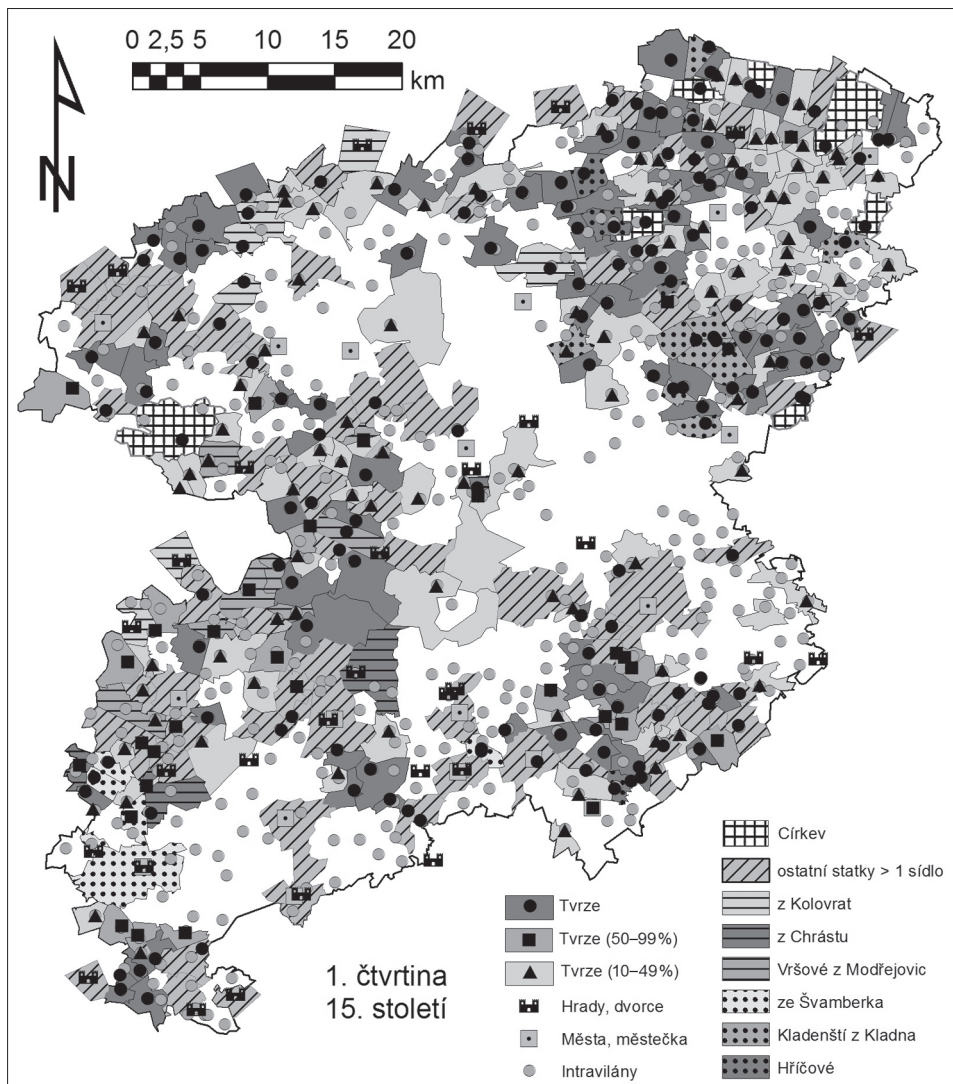 0 2,5 5 10 15 20
km
N
1. čtvrtina
15. století
Tvrze
Tvrze (50–99%)
Tvrze (10–49%)
Hrady, dvorce
Města, městečka
Intravilány
Církev
ostatní statky > 1 sídlo
z Kolovrat
z Chrástu
Vršové z Modřejovic
ze Švamberka
Kladenští z Kladna
Hříčové